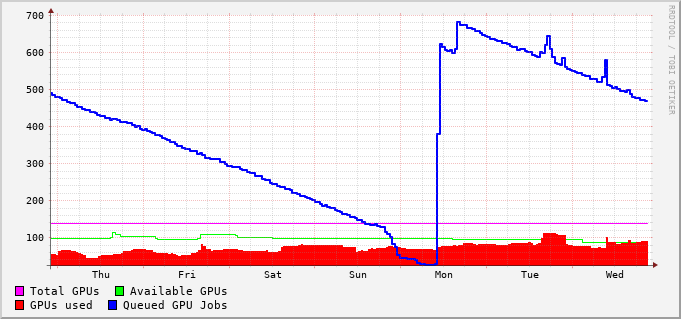 700
600
500
400
300
200
100
Thu Fri Sat Sun Mon Tue Wed
Total GPUs Available GPUs
GPUs used Queued GPU Jobs
RRDTOOL / TOBI OETIKER